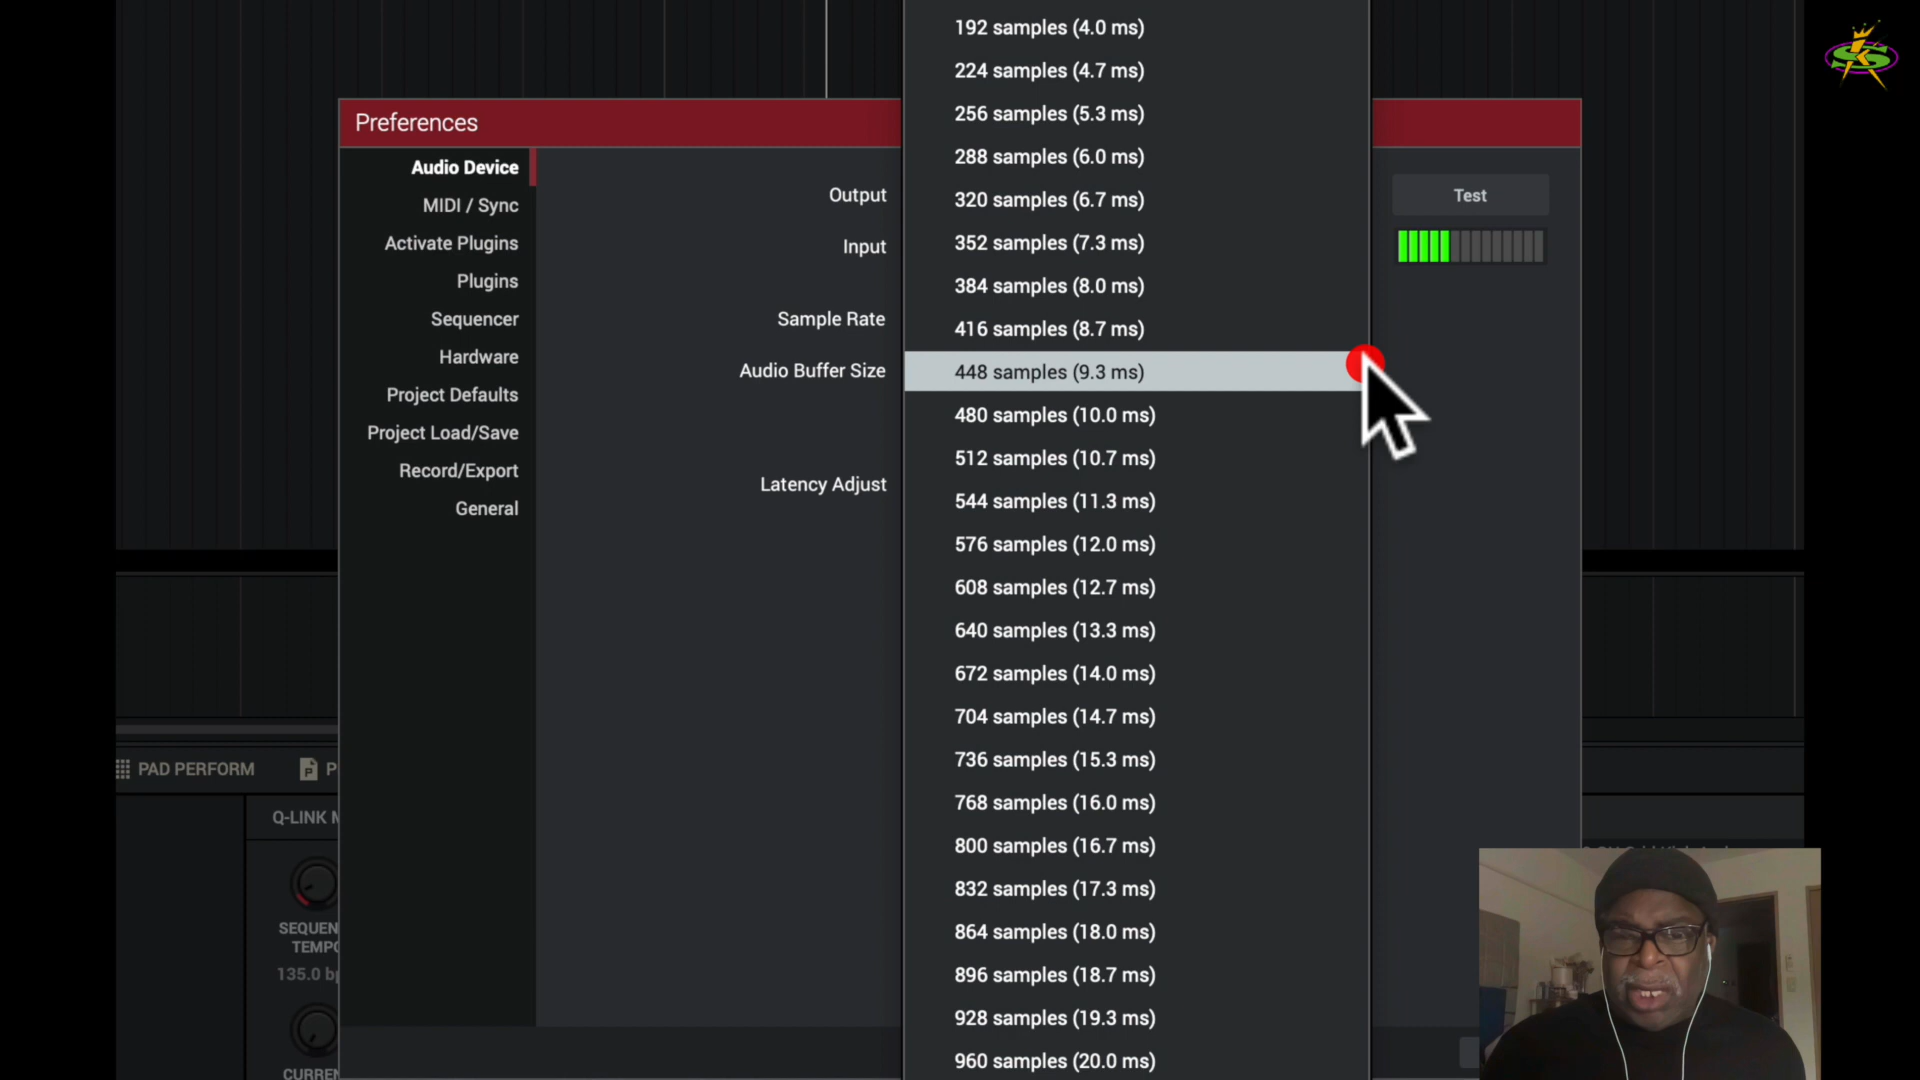 Preferences
Audio Device
MIDI / Sync
Activate Plugins
Plugins
Sequencer
Hardware
Project Defaults
Project Load/Save
Record/Export
General
Output
Input
Sample Rate
Audio Buffer Size
Latency Adjust
192 samples (4.0 ms)
224 samples (4.7 ms)
256 samples (5.3 ms)
288 samples (6.0 ms)
320 samples (6.7 ms)
352 samples (7.3 ms)
384 samples (8.0 ms)
416 samples (8.7 ms)
448 samples (9.3 ms)
480 samples (10.0 ms)
512 samples (10.7 ms)
544 samples (11.3 ms)
576 samples (12.0 ms)
608 samples (12.7 ms)
640 samples (13.3 ms)
672 samples (14.0 ms)
704 samples (14.7 ms)
736 samples (15.3 ms)
768 samples (16.0 ms)
800 samples (16.7 ms)
832 samples (17.3 ms)
864 samples (18.0 ms)
896 samples (18.7 ms)
928 samples (19.3 ms)
960 samples (20.0 ms)
Test
PAD PERFORM
P
Q-LINK
SEQUEN
TEMPO
135.0 b
CURREN